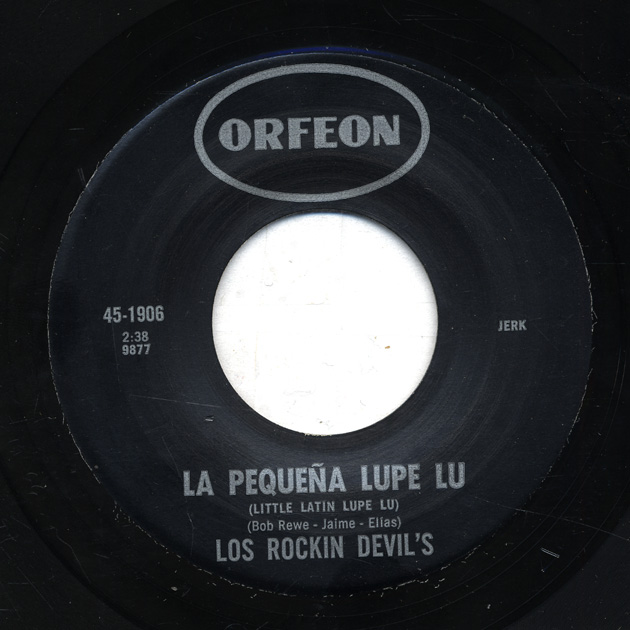 ORFEON
45-1906
2:38
9877
JERK
LA PEQUEÑA LUPE LU
(LITTLE LATIN LUPE LU)
(Bob Rewe - Jaime - Elias)
LOS ROCKIN DEVIL'S